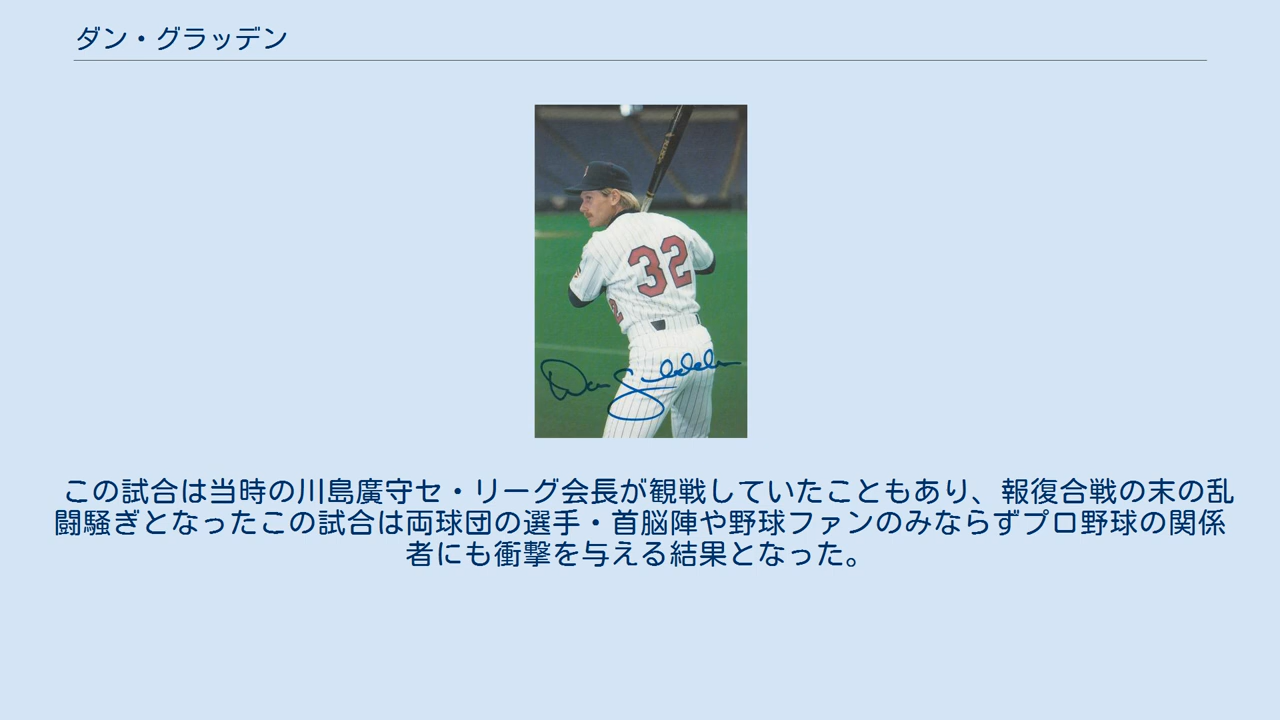 ダン・グラッデン
32
Dan Gladden
この試合は当時の川島廣守セ・リーグ会長が観戦していたこともあり、報復合戦の末の乱
闘騒ぎとなったこの試合は両球団の選手・首脳陣や野球ファンのみならずプロ野球の関係
者にも衝撃を与える結果となった。